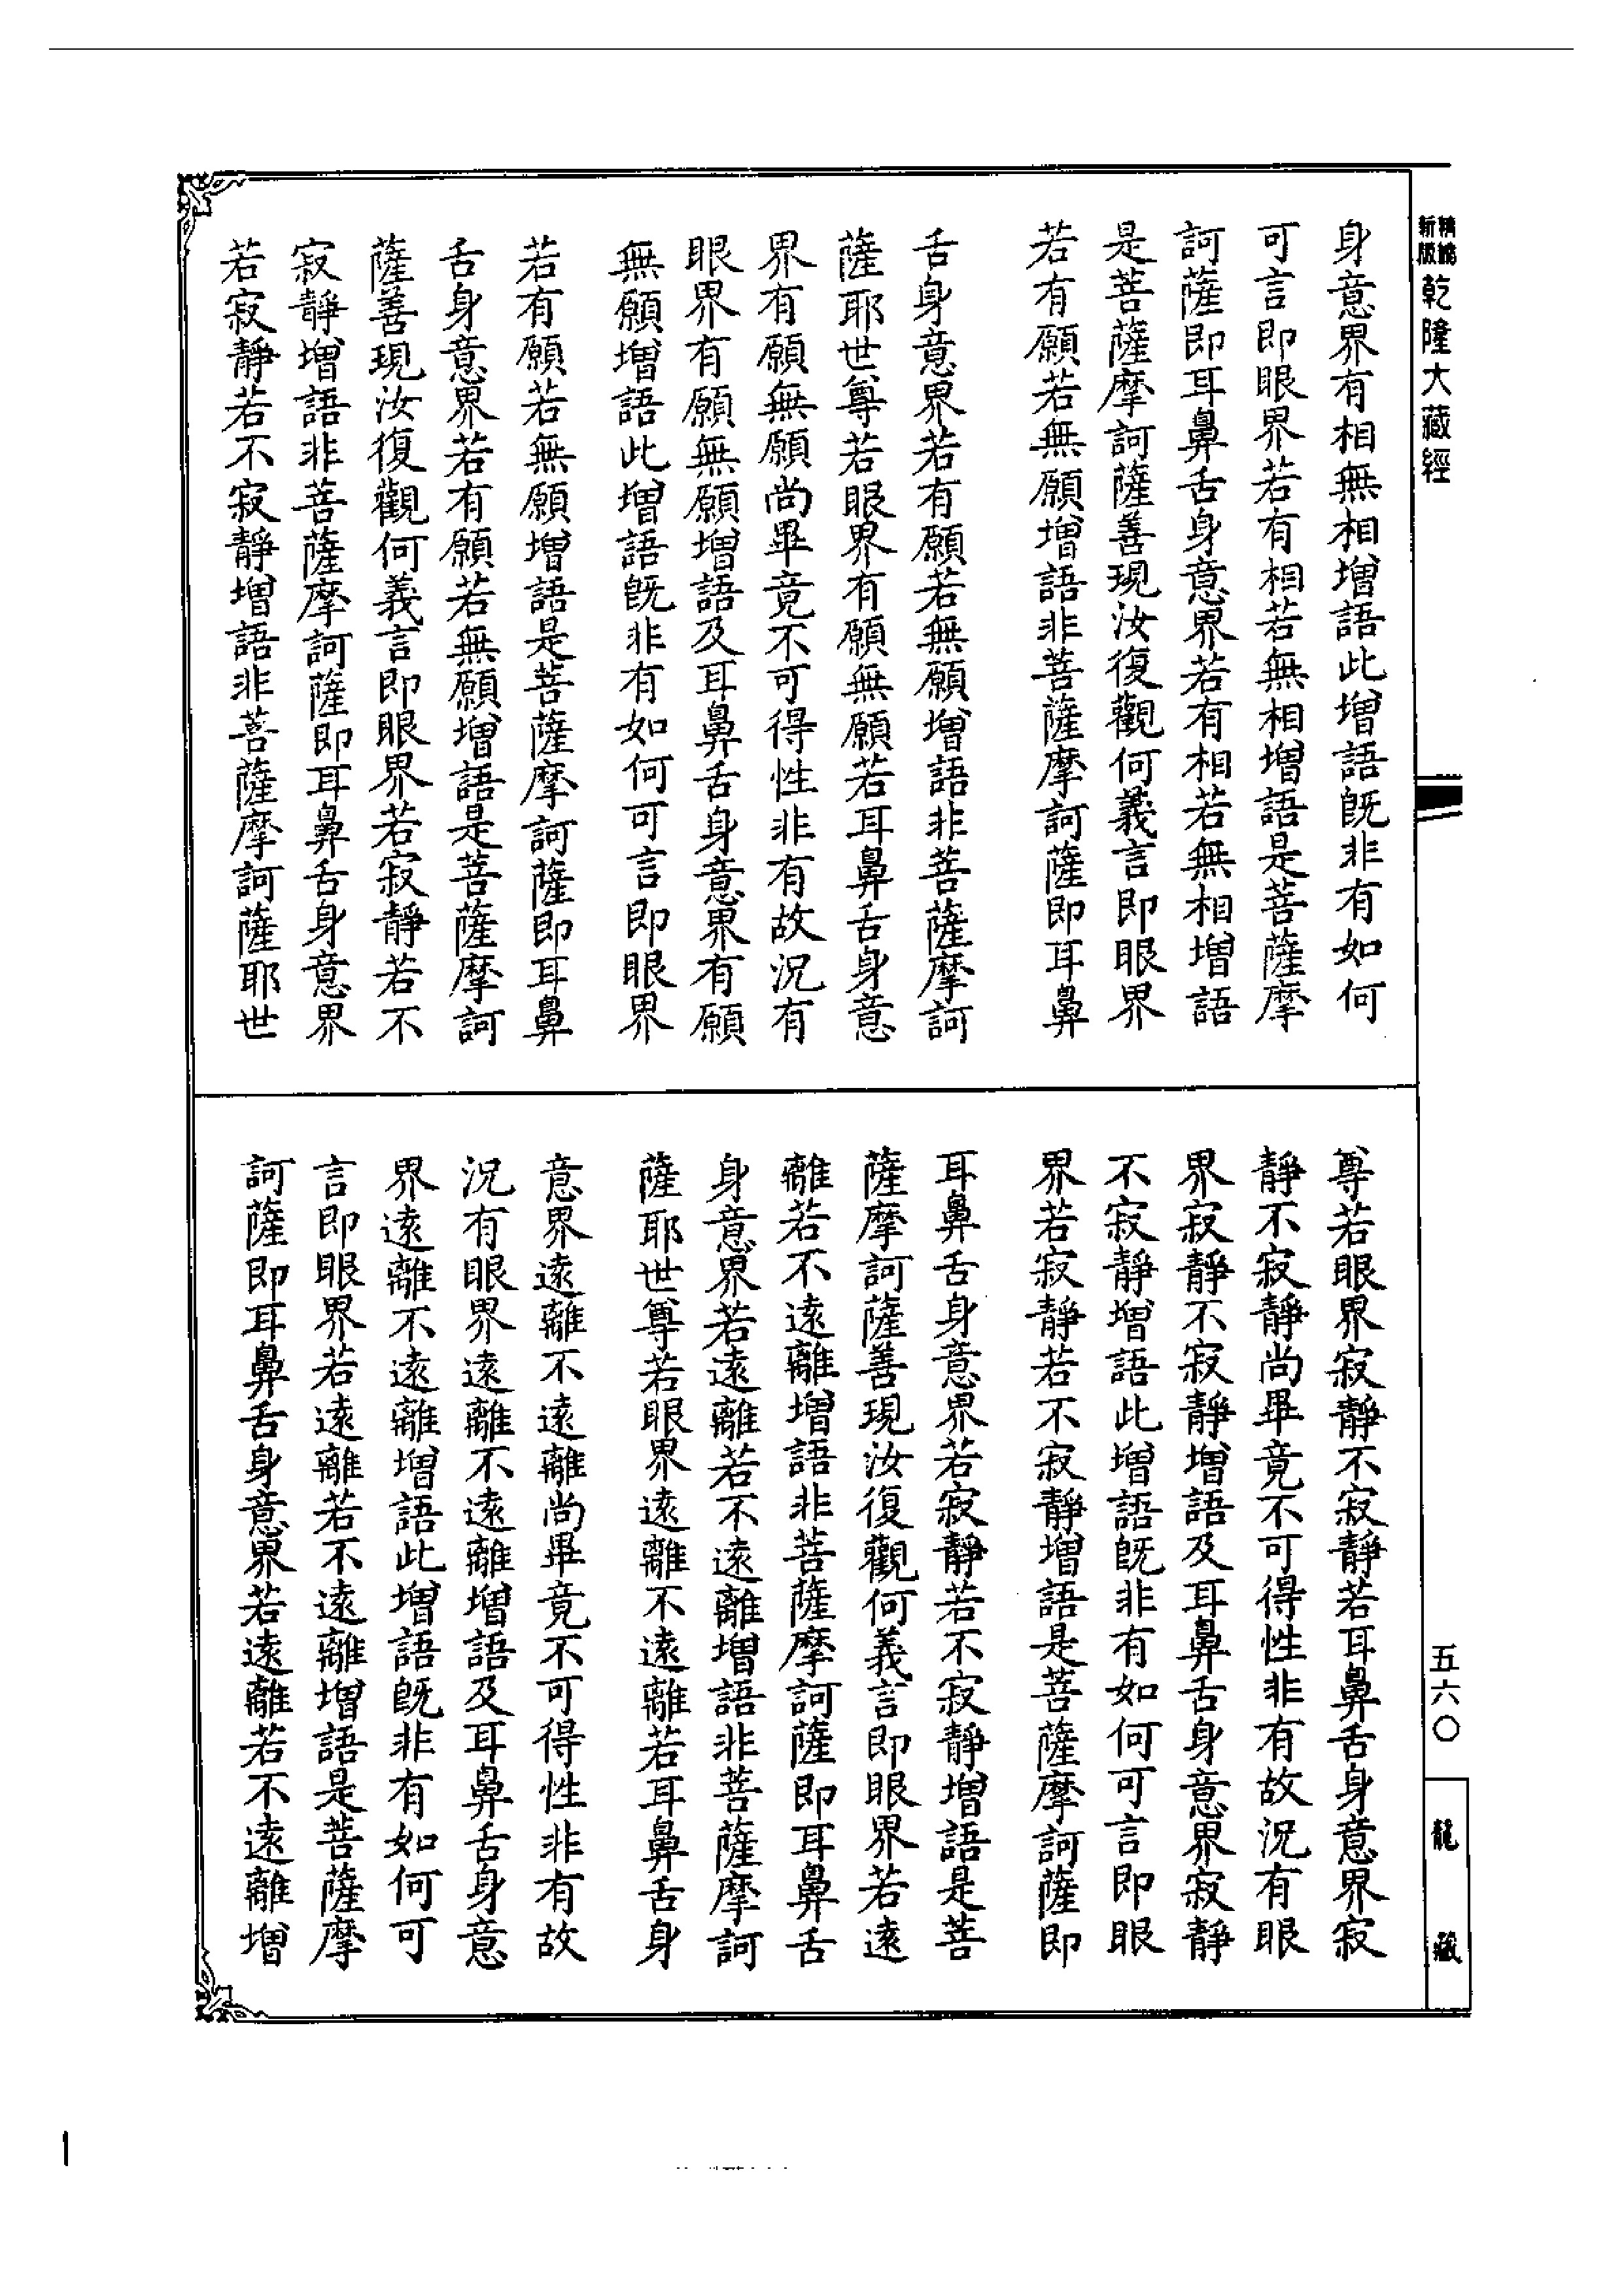 新版
精縮
乾隆大藏經
身意界有相無相增語此增語既非有如何
可言即眼界若有相若無相增語是菩薩摩
訶薩即耳鼻舌身意界若有相若無相增語
是菩薩摩訶薩善現汝復觀何義言即眼界
若有願若無願增語非菩薩摩訶薩即耳鼻
舌身意界若有願若無願增語非菩薩摩訶
薩耶世尊若眼界有願無願若耳鼻舌身意
界有願無願尚畢竟不可得性非有故況有
眼界有願無願增語及耳鼻舌身意界有願
無願增語此增語既非有如何可言即眼界
若有願若無願增語是菩薩摩訶薩即耳鼻
舌身意界若有願若無願增語是菩薩摩訶
薩善現汝復觀何義言即眼界若寂靜若不
寂靜增語非菩薩摩訶薩即耳鼻舌身意界
若寂靜若不寂靜增語非菩薩摩訶薩耶世
尊若眼界寂靜不寂靜若耳鼻舌身意界寂
靜不寂靜尚畢竟不可得性非有故況有眼
界寂靜不寂靜增語及耳鼻舌身意界寂靜
不寂靜增語此增語既非有如何可言即眼
界若寂靜若不寂靜增語是菩薩摩訶薩即
耳鼻舌身意界若寂靜若不寂靜增語是菩
薩摩訶薩善現汝復觀何義言即眼界若遠
離若不遠離增語非菩薩摩訶薩即耳鼻舌
身意界若遠離若不遠離增語非菩薩摩訶
薩耶世尊若眼界遠離不遠離若耳鼻舌身
意界遠離不遠離尚畢竟不可得性非有故
況有眼界遠離不遠離增語及耳鼻舌身意
界遠離不遠離增語此增語既非有如何可
言即眼界若遠離若不遠離增語是菩薩摩
訶薩即耳鼻舌身意界若遠離若不遠離增
五六〇
龍藏